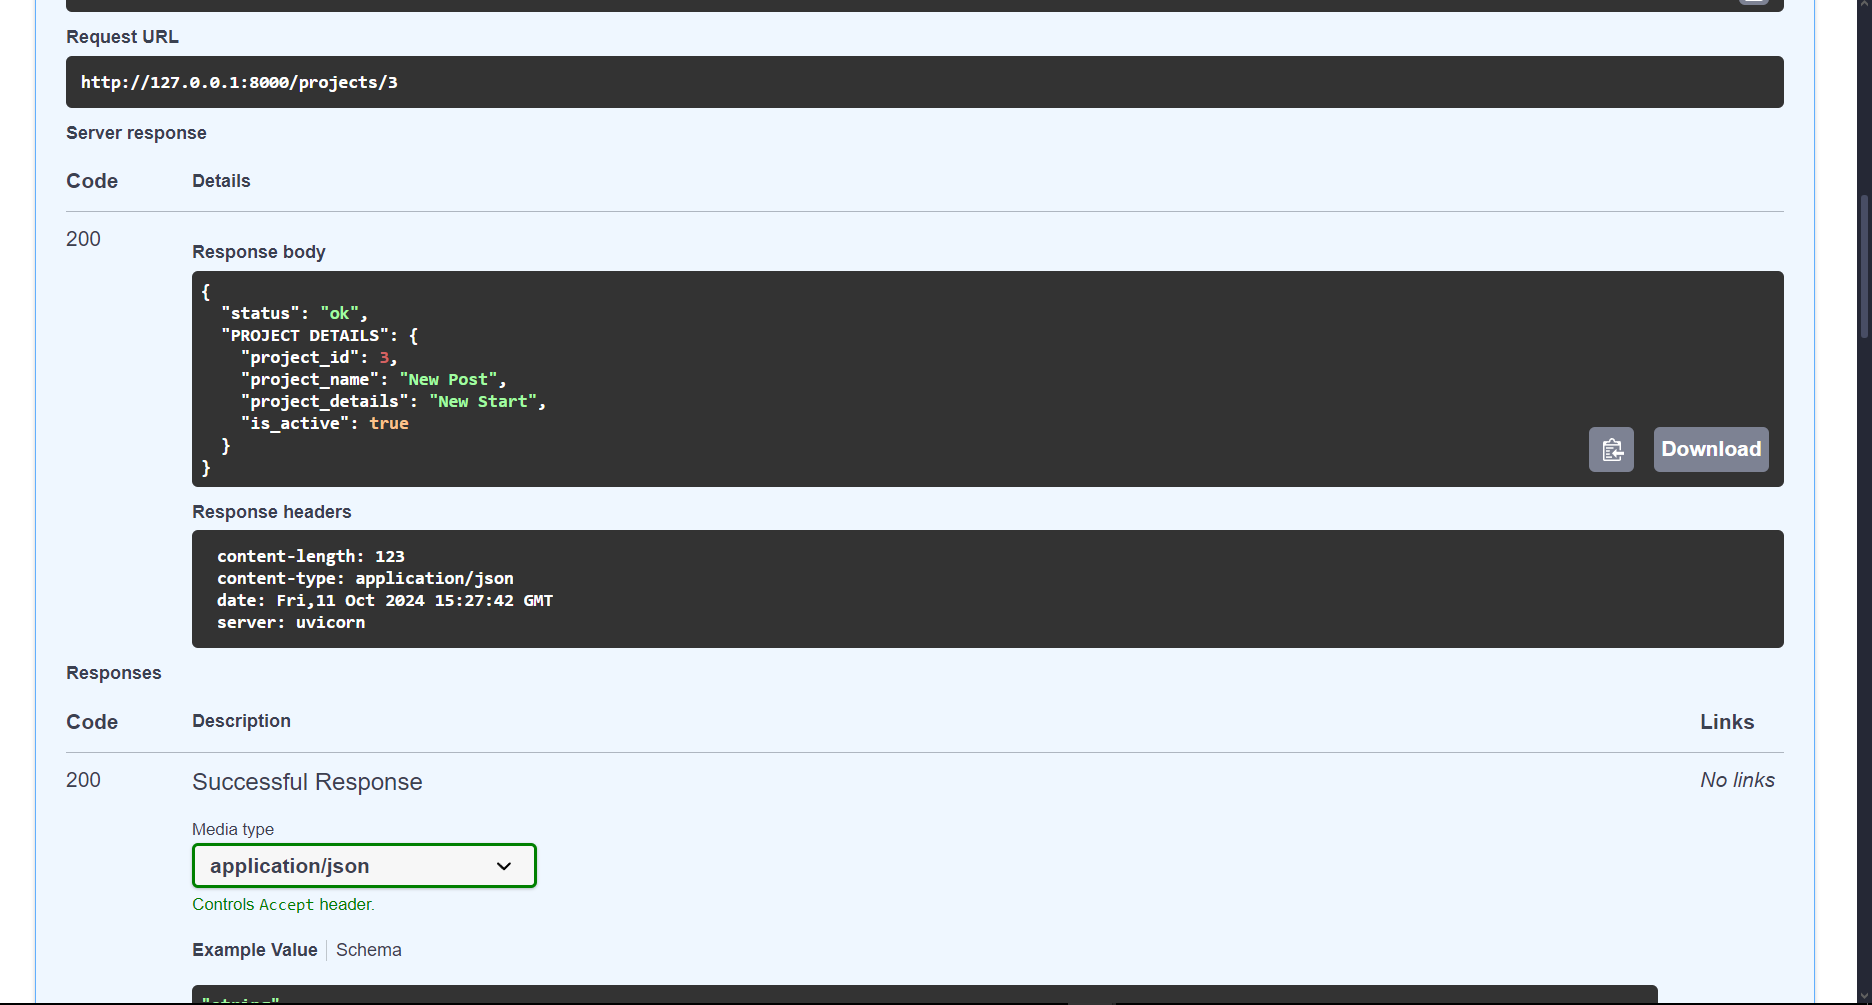 Request URL
http://127.0.0.1:8000/projects/3
Server response
Code Details
200
Response body
{
  "status": "ok",
  "PROJECT DETAILS": {
    "project_id": 3,
    "project_name": "New Post",
    "project_details": "New Start",
    "is_active": true
  }
}
Download
Response headers
content-length: 123
content-type: application/json
date: Fri,11 Oct 2024 15:27:42 GMT
server: uvicorn
Responses
Code Description Links
200 Successful Response No links
Media type
application/json
Controls Accept header.
Example Value Schema
"string"